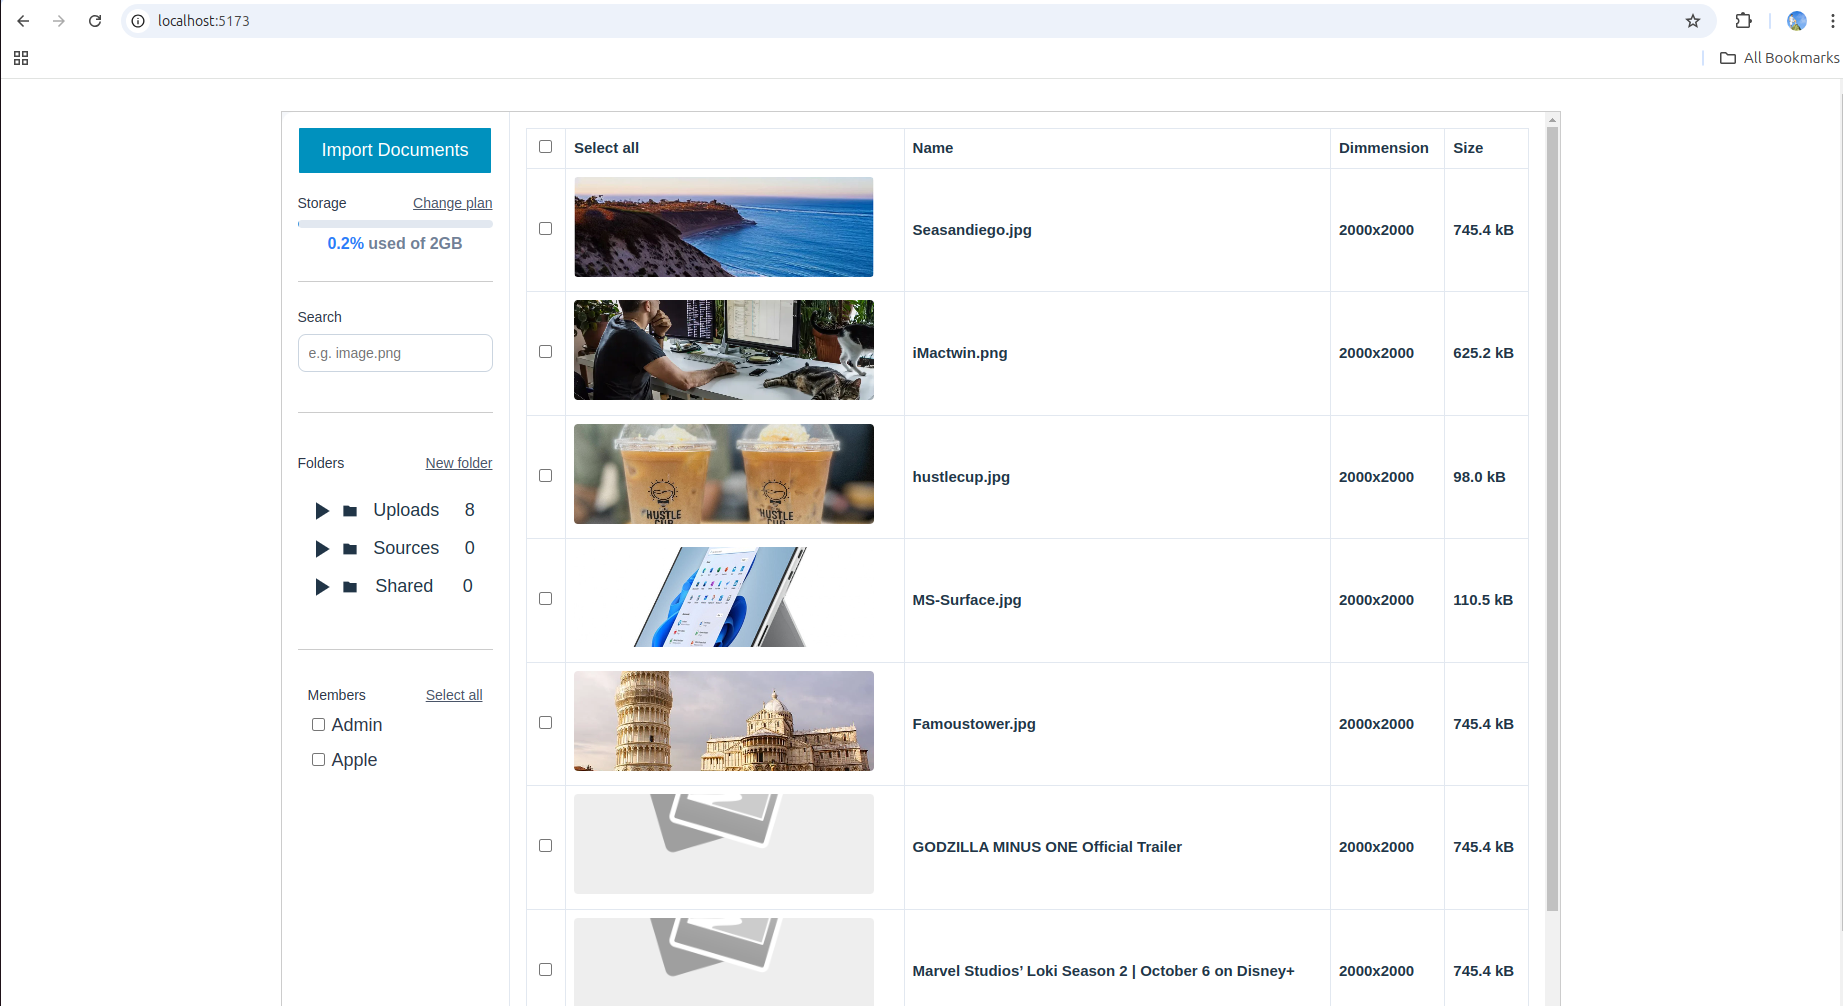 localhost:5173
All Bookmarks
Import Documents
Storage Change plan
0.2% used of 2GB
Search
e.g. image.png
Folders New folder
Uploads 8
Sources 0
Shared 0
Members Select all
Admin
Apple
Select all Name Dimmension Size
Seasandiego.jpg 2000x2000 745.4 kB
iMactwin.png 2000x2000 625.2 kB
HUSTLE CUP HUSTLE
hustlecup.jpg 2000x2000 98.0 kB
MS-Surface.jpg 2000x2000 110.5 kB
Famoustower.jpg 2000x2000 745.4 kB
GODZILLA MINUS ONE Official Trailer 2000x2000 745.4 kB
Marvel Studios’ Loki Season 2 | October 6 on Disney+ 2000x2000 745.4 kB